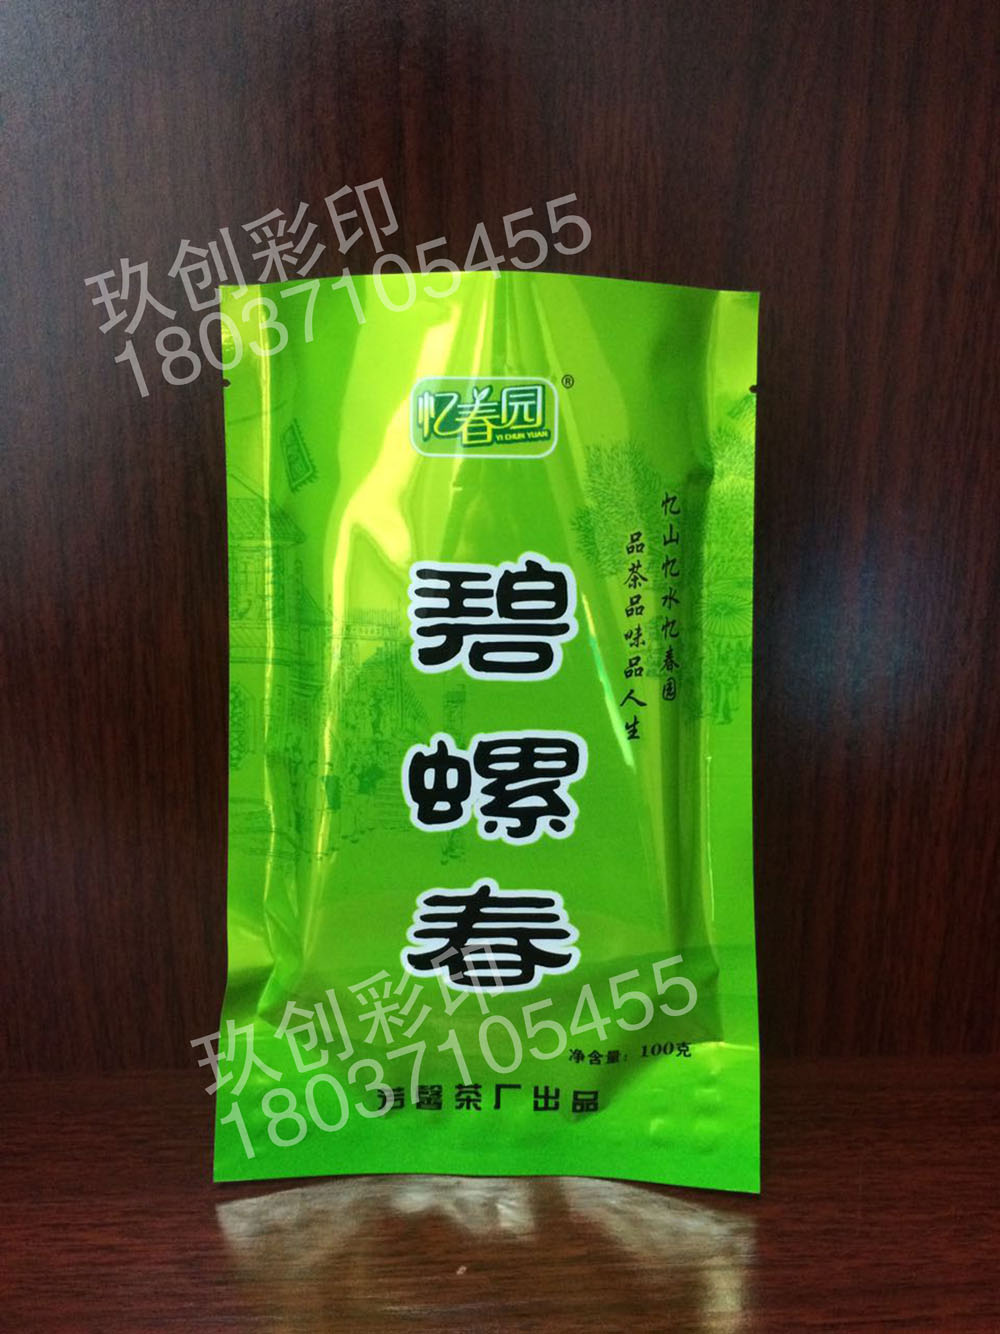 玖创彩印
18037105455
忆春园
YI CHUN YUAN
®
忆山忆水忆春园
品茶品味品人生
碧螺春
玖创彩印
18037105455
净含量：100克
芳馨茶厂出品